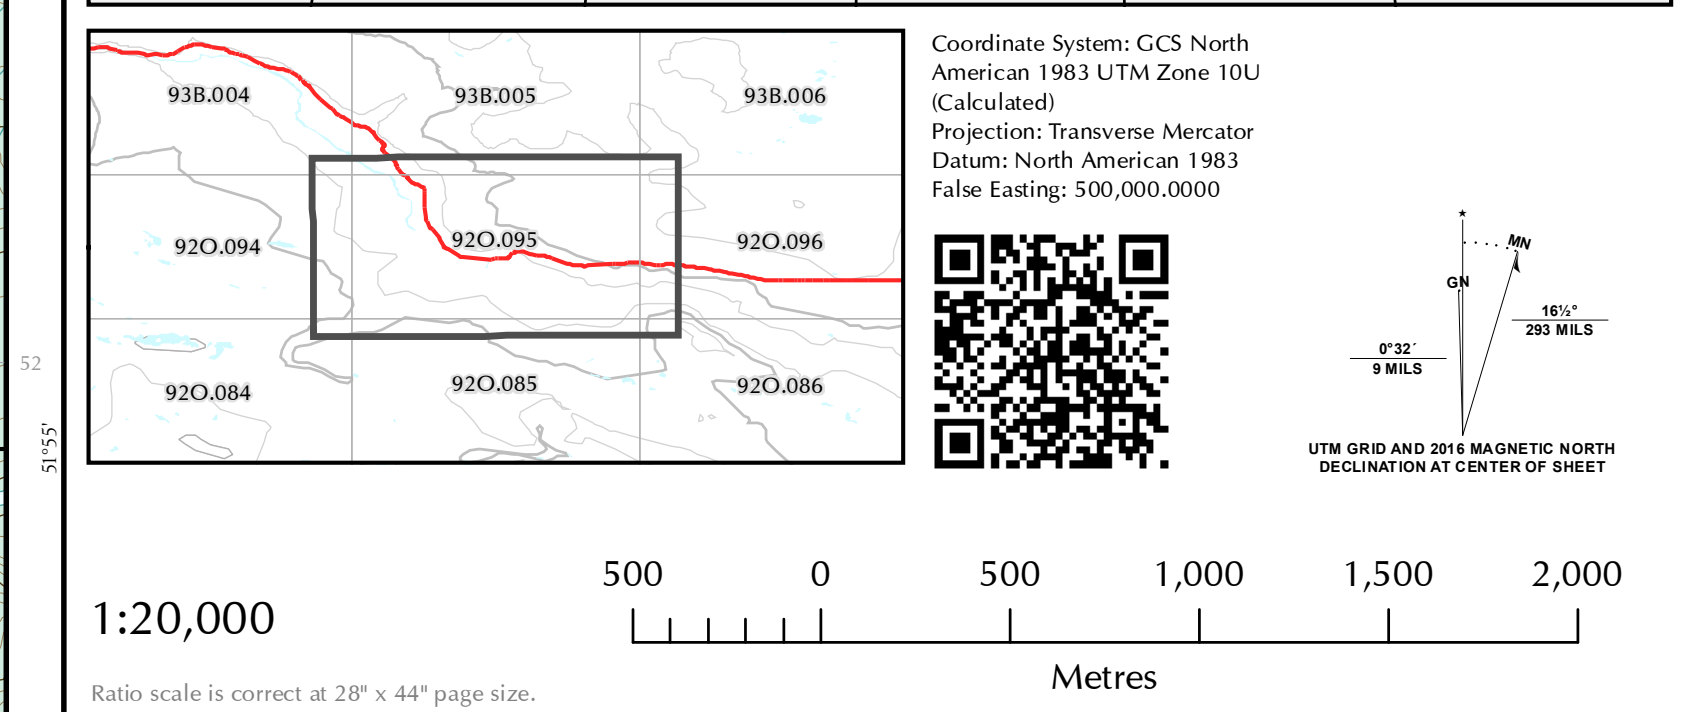 93B.004
93B.005
93B.006
92O.094
92O.095
92O.096
92O.084
92O.085
92O.086
52
51°55'
Coordinate System: GCS North
American 1983 UTM Zone 10U
(Calculated)
Projection: Transverse Mercator
Datum: North American 1983
False Easting: 500,000.0000
MN
GN
16½°
293 MILS
0°32´
9 MILS
UTM GRID AND 2016 MAGNETIC NORTH
DECLINATION AT CENTER OF SHEET
1:20,000
500 0 500 1,000 1,500 2,000
Metres
Ratio scale is correct at 28" x 44" page size.